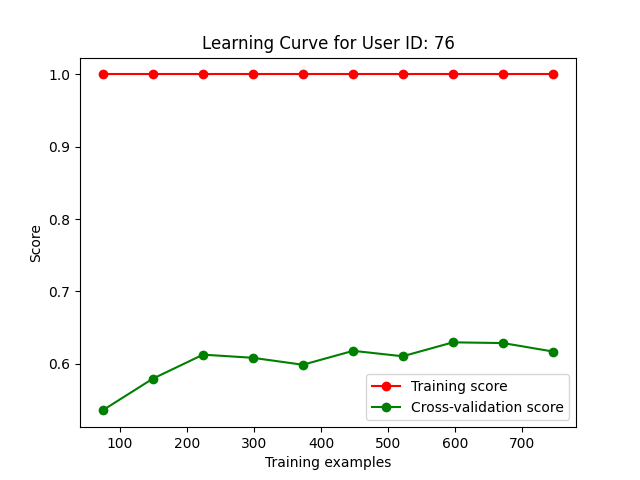 Learning Curve for User ID: 76
1.0
0.9
0.8
0.7
0.6
Score
100 200 300 400 500 600 700
Training examples
Training score
Cross-validation score